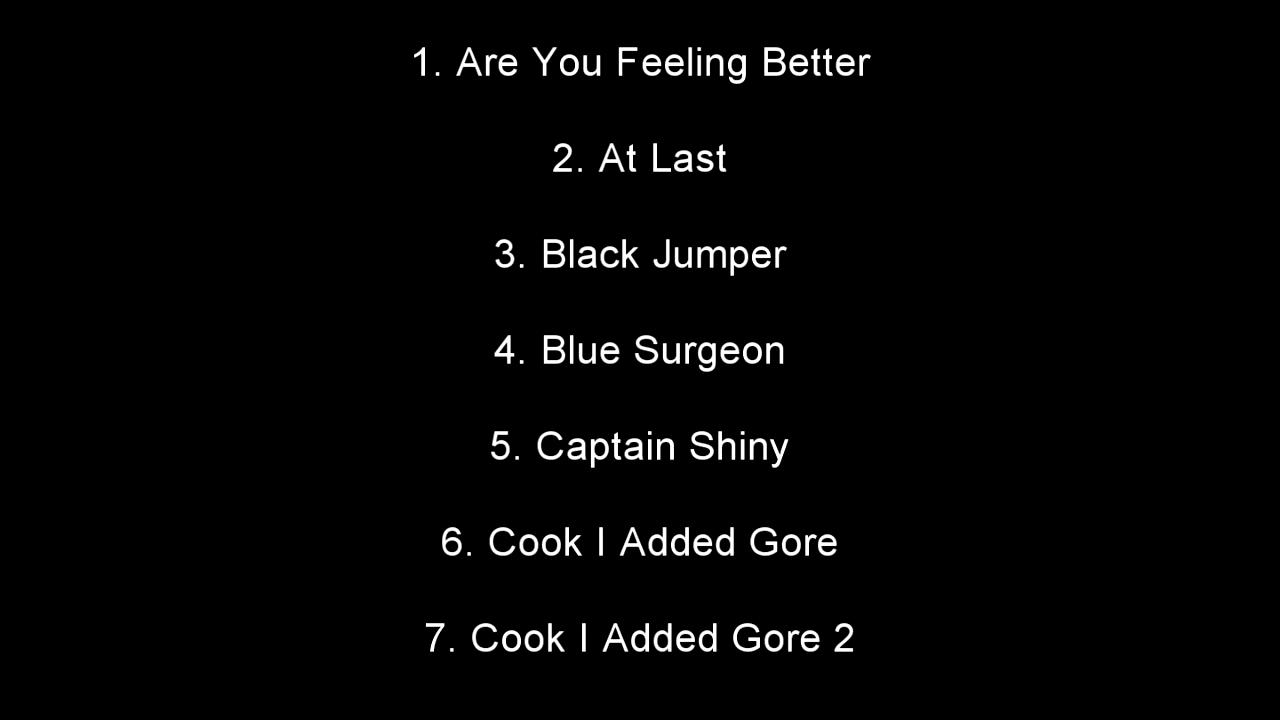 1. Are You Feeling Better
2. At Last
3. Black Jumper
4. Blue Surgeon
5. Captain Shiny
6. Cook I Added Gore
7. Cook I Added Gore 2